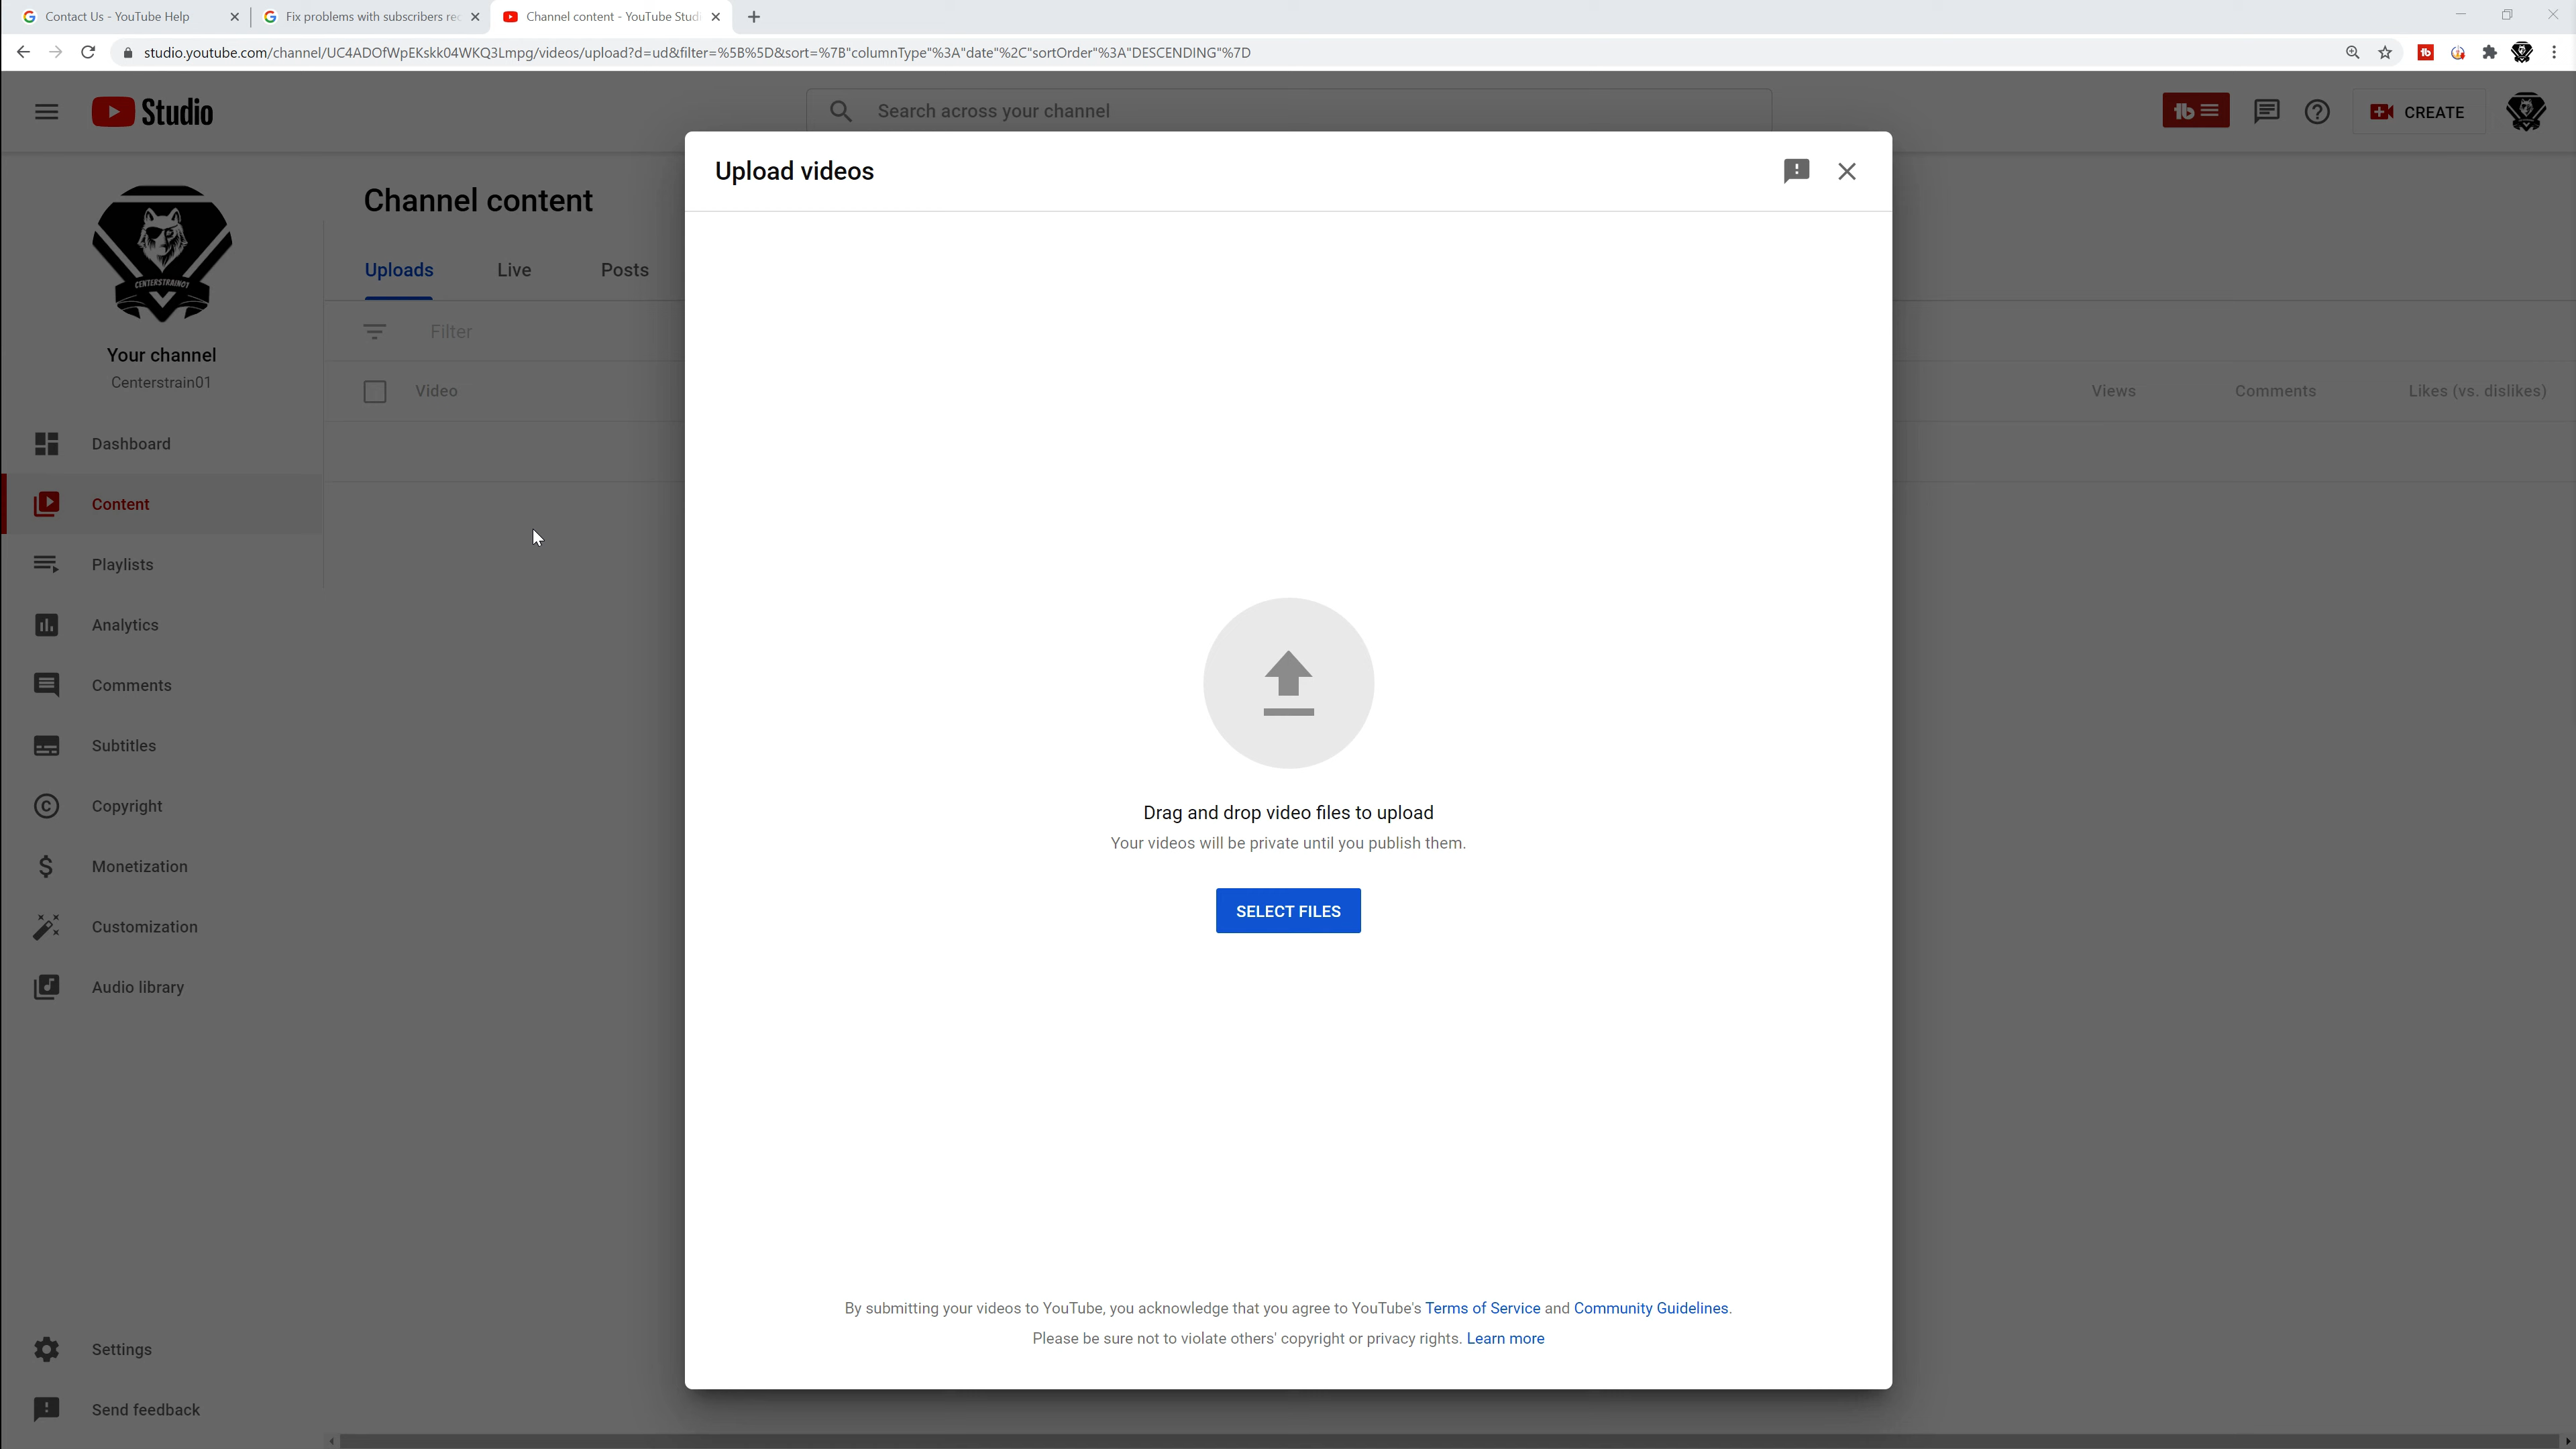 Contact Us - YouTube Help
Fix problems with subscribers rec
Channel content - YouTube Studi
studio.youtube.com/channel/UC4ADOfWpEKskk04WKQ3Lmpg/videos/upload?d=ud&filter=%5B%5D&sort=%7B"columnType"%3A"date"%2C"sortOrder"%3A"DESCENDING"%7D
Studio
Search across your channel
CREATE
Upload videos
Channel content
Uploads
Live
Posts
CENTERSTRAIN01
Filter
Your channel
Centerstrain01
Video
Views
Comments
Likes (vs. dislikes)
Dashboard
Content
Playlists
Analytics
Comments
Subtitles
Copyright
Monetization
Customization
Audio library
Drag and drop video files to upload
Your videos will be private until you publish them.
SELECT FILES
By submitting your videos to YouTube, you acknowledge that you agree to YouTube's Terms of Service and Community Guidelines.
Please be sure not to violate others' copyright or privacy rights. Learn more
Settings
Send feedback